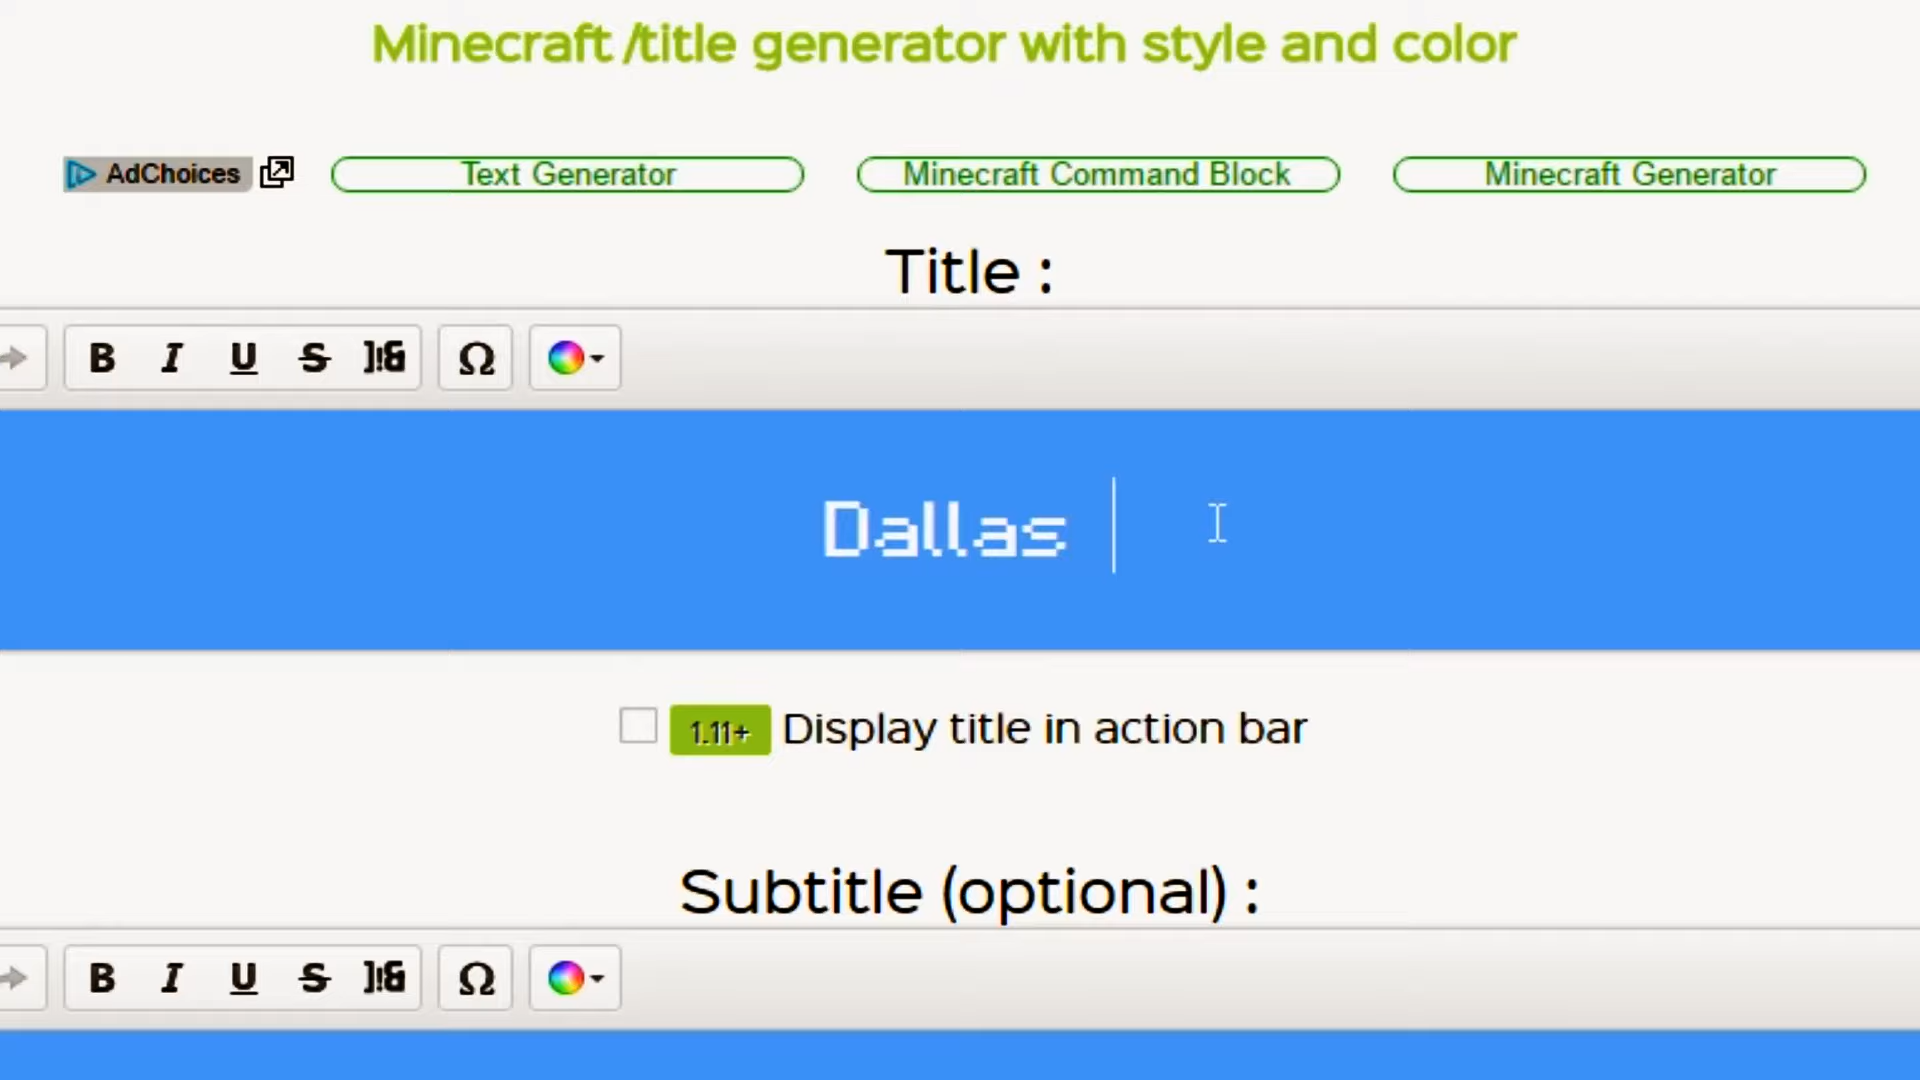 Minecraft /title generator with style and color
AdChoices Text Generator Minecraft Command Block Minecraft Generator
Title :
B I U S ]!& Ω
Dallas
1.11+ Display title in action bar
Subtitle (optional) :
B I U S ]!& Ω